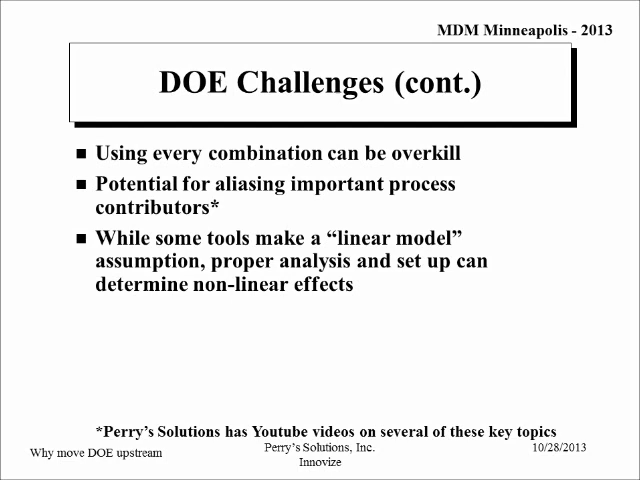 MDM Minneapolis - 2013
DOE Challenges (cont.)
Using every combination can be overkill
Potential for aliasing important process
contributors*
While some tools make a “linear model”
assumption, proper analysis and set up can
determine non-linear effects
*Perry’s Solutions has Youtube videos on several of these key topics
Why move DOE upstream
Perry’s Solutions, Inc.
Innovize
10/28/2013